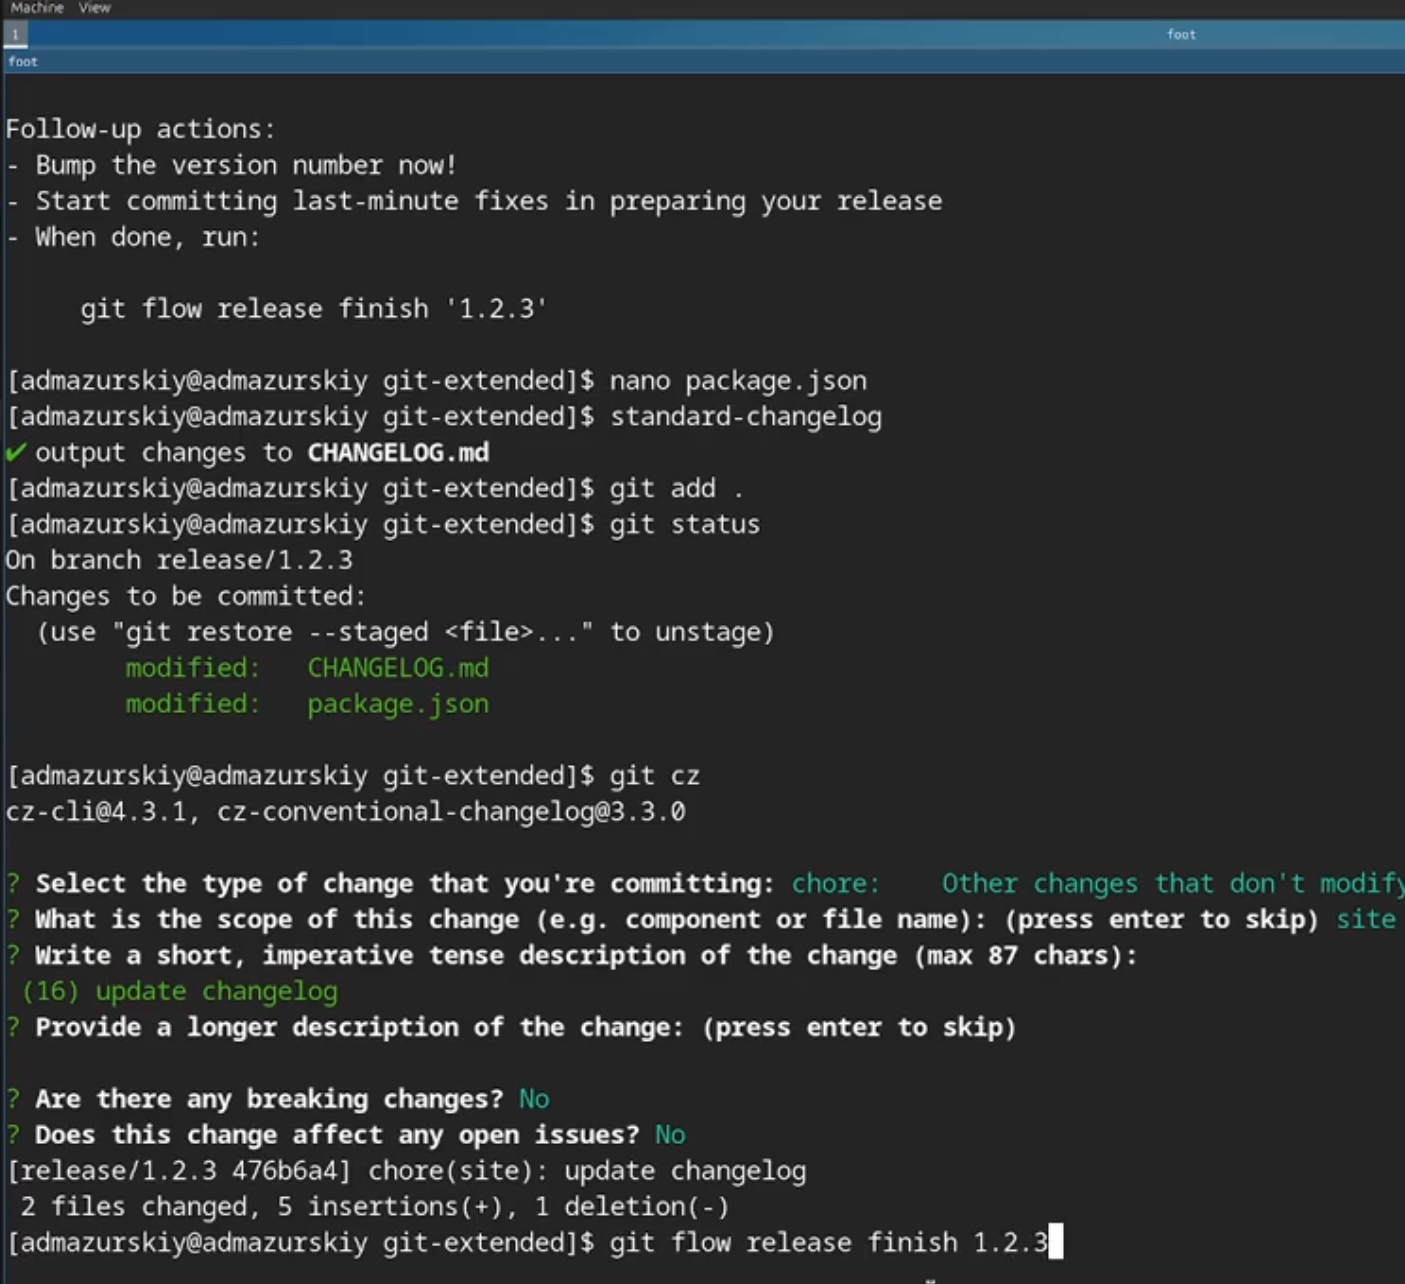 Machine View
1 foot
foot
Follow-up actions:
- Bump the version number now!
- Start committing last-minute fixes in preparing your release
- When done, run:
git flow release finish '1.2.3'
[admazurskiy@admazurskiy git-extended]$ nano package.json
[admazurskiy@admazurskiy git-extended]$ standard-changelog
✔ output changes to CHANGELOG.md
[admazurskiy@admazurskiy git-extended]$ git add .
[admazurskiy@admazurskiy git-extended]$ git status
On branch release/1.2.3
Changes to be committed:
(use "git restore --staged <file>..." to unstage)
modified: CHANGELOG.md
modified: package.json
[admazurskiy@admazurskiy git-extended]$ git cz
cz-cli@4.3.1, cz-conventional-changelog@3.3.0
? Select the type of change that you're committing: chore: Other changes that don't modify
? What is the scope of this change (e.g. component or file name): (press enter to skip) site
? Write a short, imperative tense description of the change (max 87 chars):
(16) update changelog
? Provide a longer description of the change: (press enter to skip)
? Are there any breaking changes? No
? Does this change affect any open issues? No
[release/1.2.3 476b6a4] chore(site): update changelog
2 files changed, 5 insertions(+), 1 deletion(-)
[admazurskiy@admazurskiy git-extended]$ git flow release finish 1.2.3